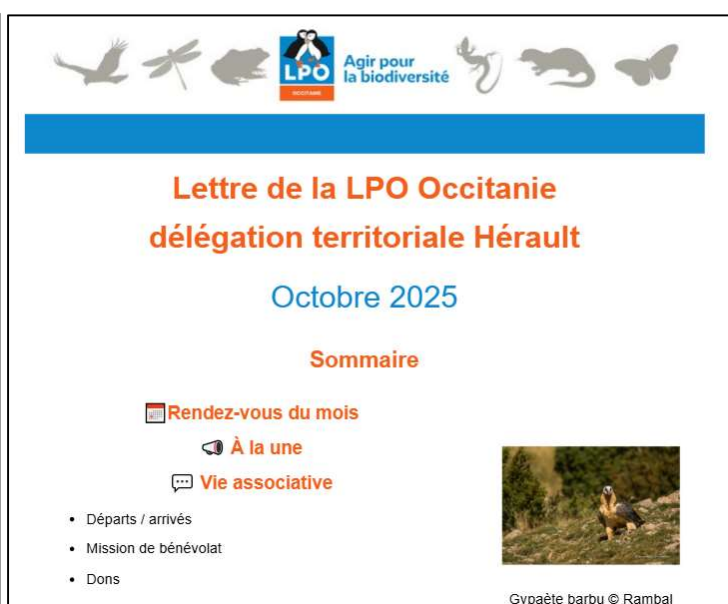 LPO
OCCITANIE
Agir pour
la biodiversité
Lettre de la LPO Occitanie
délégation territoriale Hérault
Octobre 2025
Sommaire
Rendez-vous du mois
À la une
Vie associative
• Départs / arrivés
• Mission de bénévolat
• Dons
Gypaète barbu © Rambal